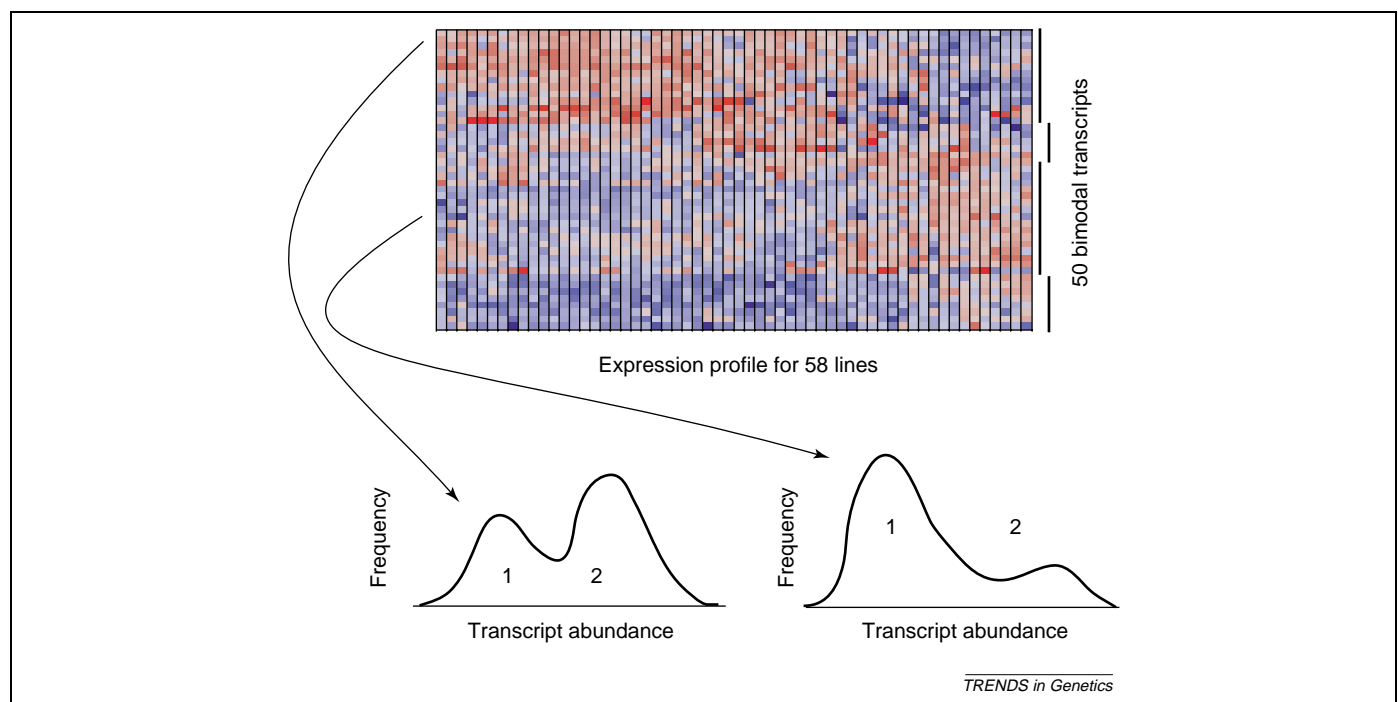 50 bimodal transcripts
Expression profile for 58 lines
Frequency
1
2
Transcript abundance
Frequency
1
2
Transcript abundance
TRENDS in Genetics